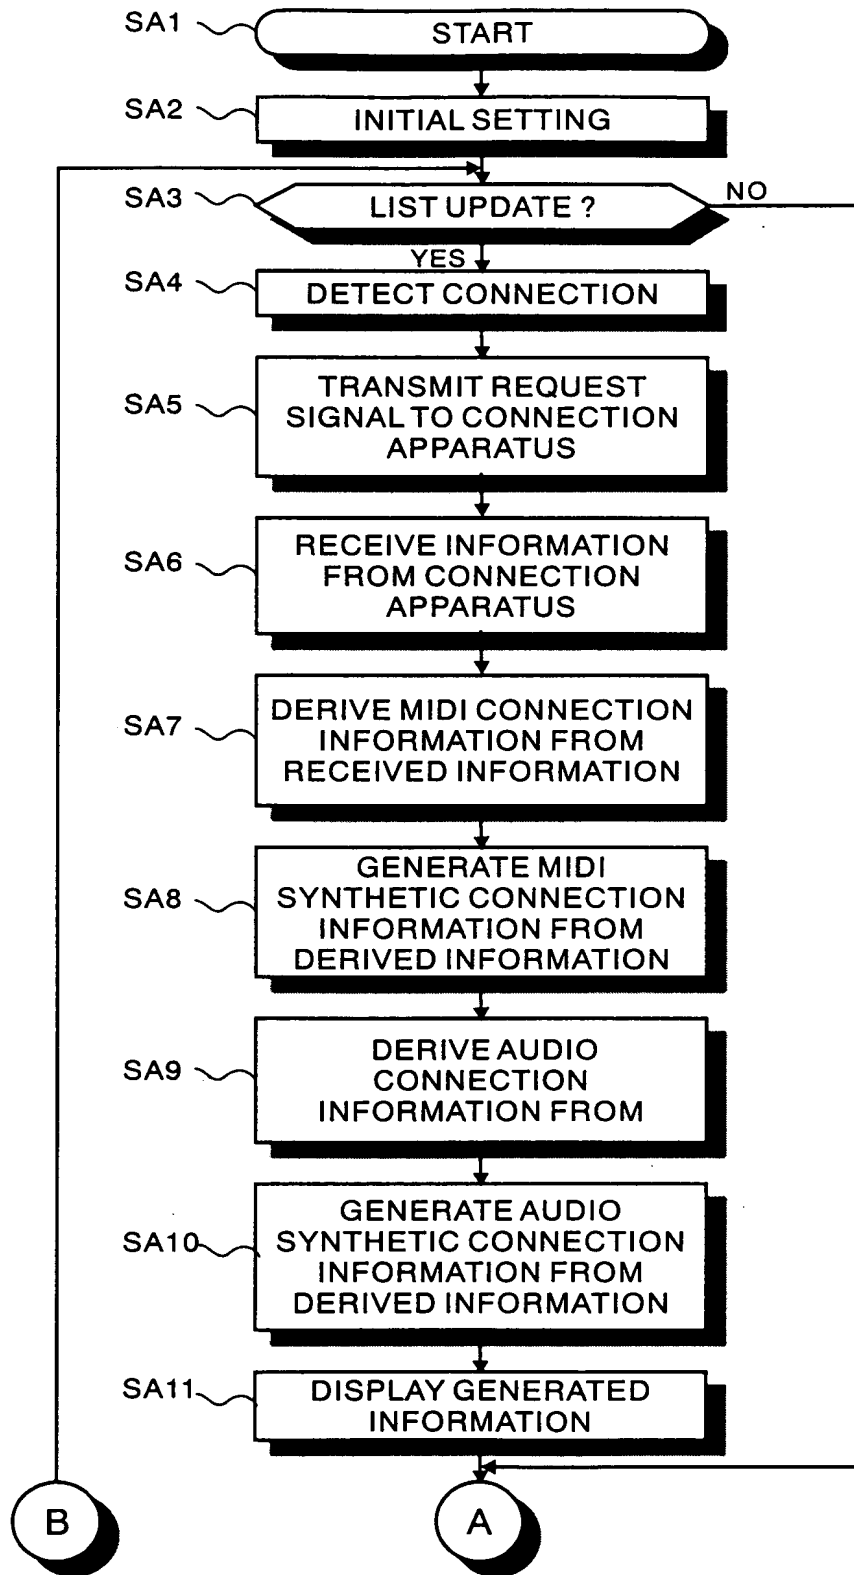 SA1
START
SA2
INITIAL SETTING
SA3
LIST UPDATE ?
NO
YES
SA4
DETECT CONNECTION
SA5
TRANSMIT REQUEST
SIGNAL TO CONNECTION
APPARATUS
SA6
RECEIVE INFORMATION
FROM CONNECTION
APPARATUS
SA7
DERIVE MIDI CONNECTION
INFORMATION FROM
RECEIVED INFORMATION
SA8
GENERATE MIDI
SYNTHETIC CONNECTION
INFORMATION FROM
DERIVED INFORMATION
SA9
DERIVE AUDIO
CONNECTION
INFORMATION FROM
SA10
GENERATE AUDIO
SYNTHETIC CONNECTION
INFORMATION FROM
DERIVED INFORMATION
SA11
DISPLAY GENERATED
INFORMATION
B
A